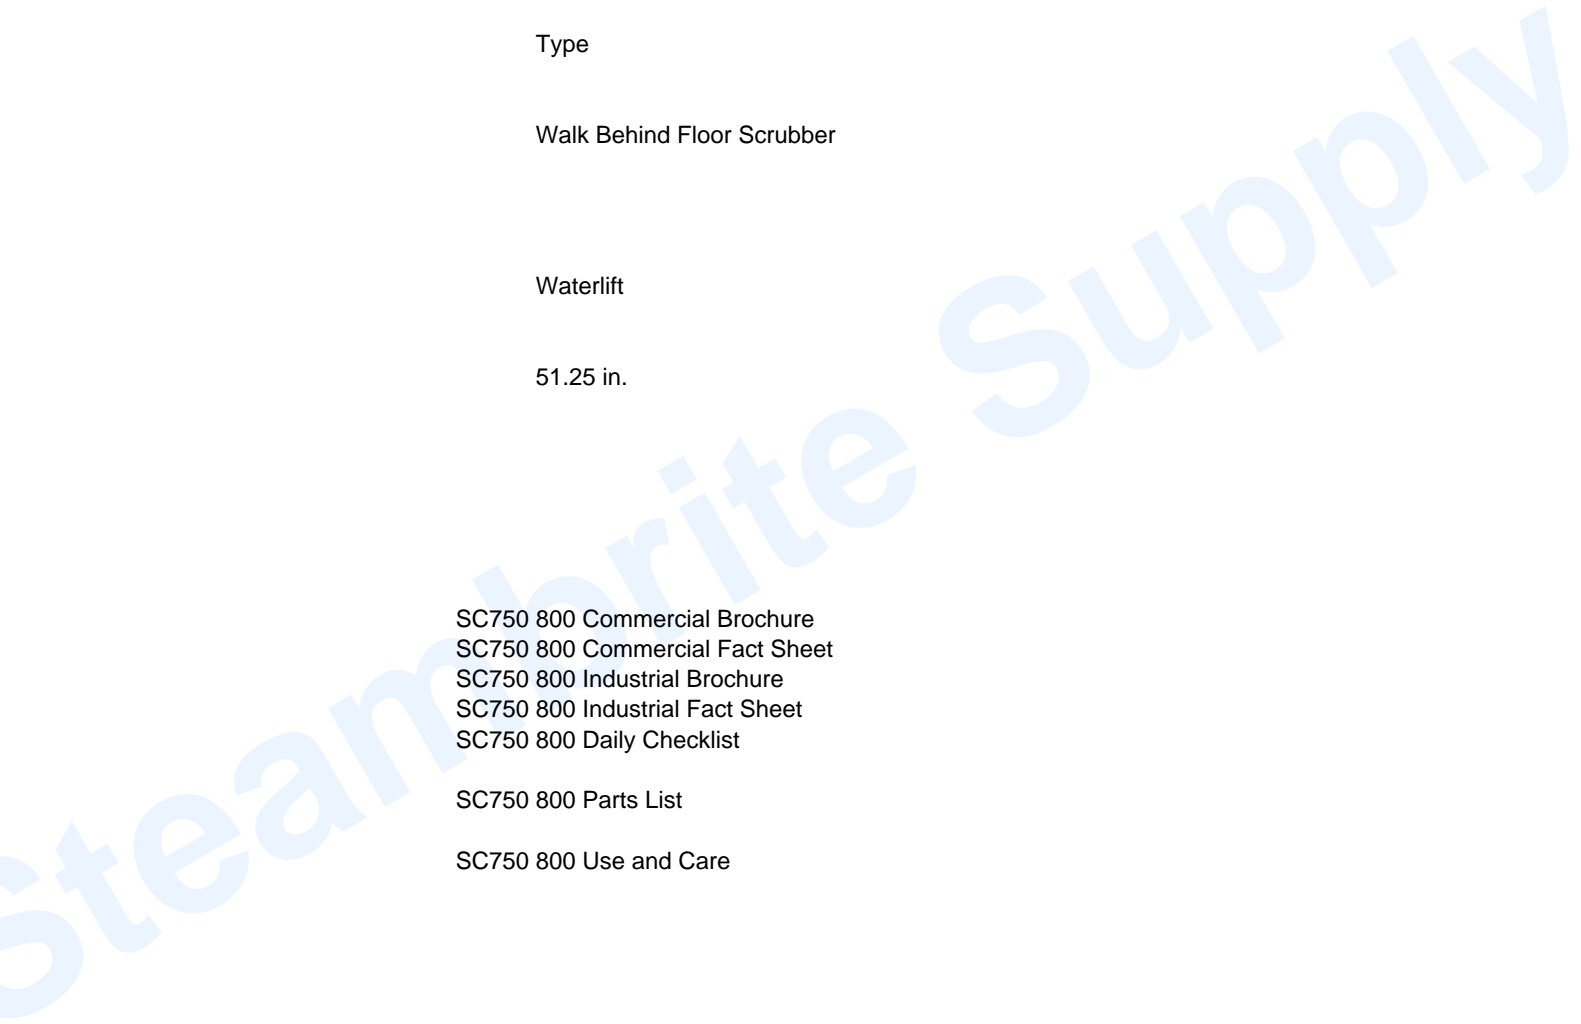 Type
Walk Behind Floor Scrubber
Waterlift
51.25 in.
SC750 800 Commercial Brochure
SC750 800 Commercial Fact Sheet
SC750 800 Industrial Brochure
SC750 800 Industrial Fact Sheet
SC750 800 Daily Checklist
SC750 800 Parts List
SC750 800 Use and Care
Steambrite Supply